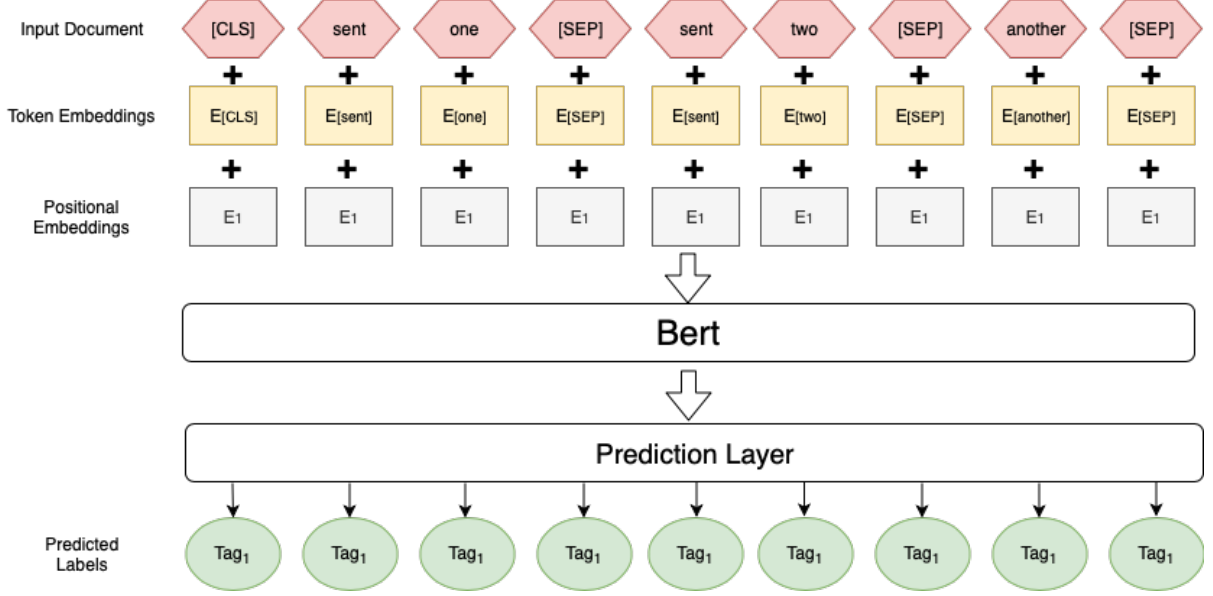 Input Document [CLS] sent one [SEP] sent two [SEP] another [SEP]
+ + + + + + + + +
Token Embeddings E[CLS] E[sent] E[one] E[SEP] E[sent] E[two] E[SEP] E[another] E[SEP]
+ + + + + + + + +
Positional
Embeddings
E1 E1 E1 E1 E1 E1 E1 E1 E1
Bert
Prediction Layer
Predicted
Labels
Tag1 Tag1 Tag1 Tag1 Tag1 Tag1 Tag1 Tag1 Tag1